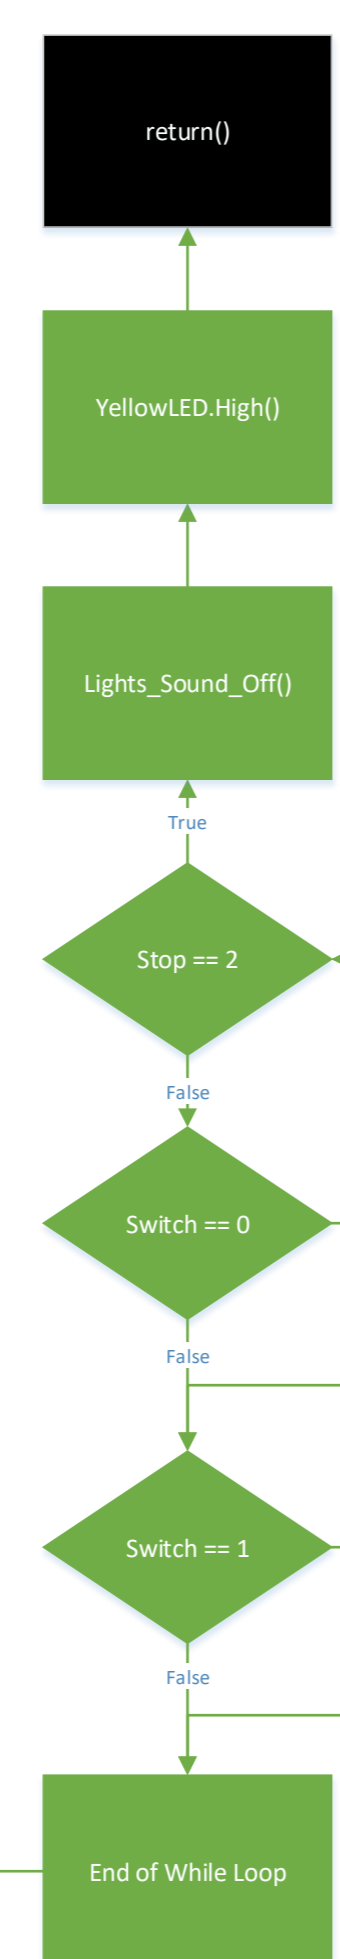 return()
YellowLED.High()
Lights_Sound_Off()
True
Stop == 2
False
Switch == 0
False
Switch == 1
False
End of While Loop